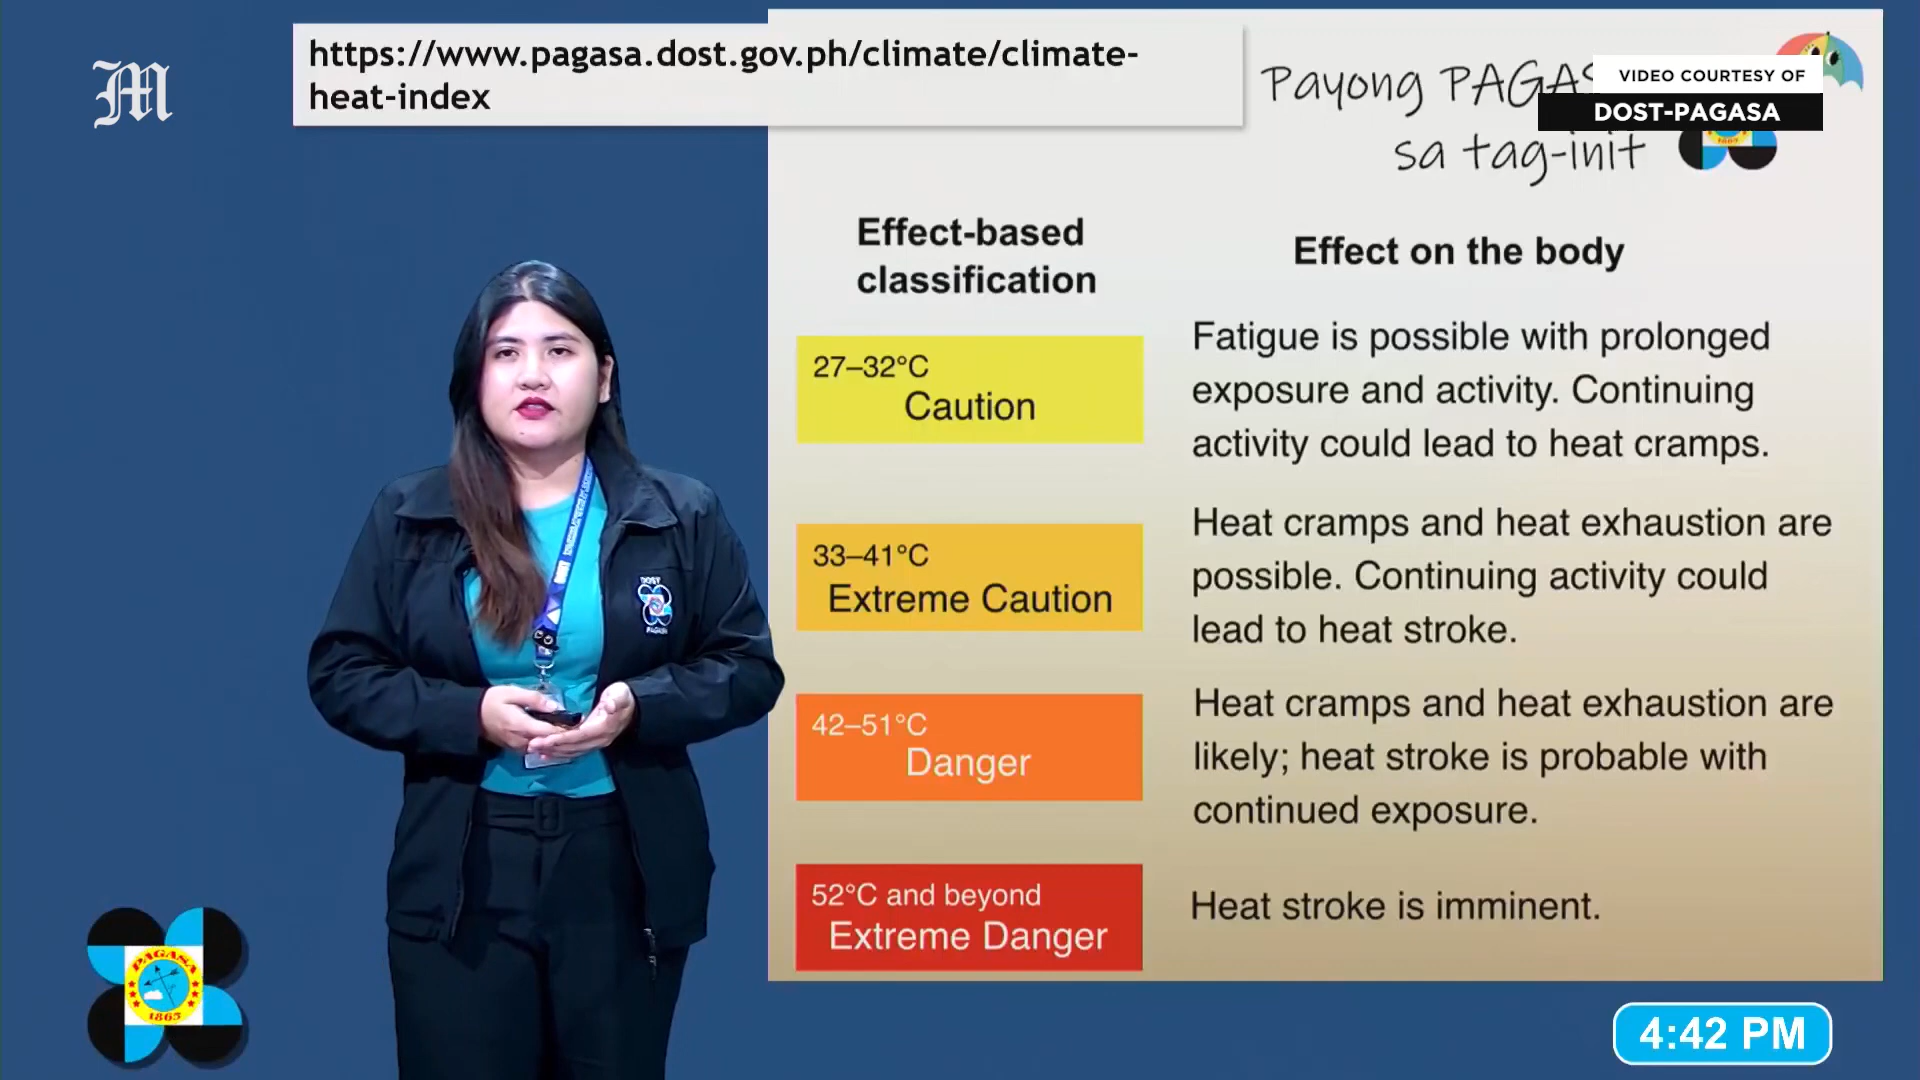 https://www.pagasa.dost.gov.ph/climate/climate-
heat-index
M
VIDEO COURTESY OF
DOST-PAGASA
Payong PAGAS
sa tag-init
Effect-based
classification
Effect on the body
27–32°C
Caution
Fatigue is possible with prolonged
exposure and activity. Continuing
activity could lead to heat cramps.
33–41°C
Extreme Caution
Heat cramps and heat exhaustion are
possible. Continuing activity could
lead to heat stroke.
42–51°C
Danger
Heat cramps and heat exhaustion are
likely; heat stroke is probable with
continued exposure.
52°C and beyond
Extreme Danger
Heat stroke is imminent.
DOST
PAGASA
PAGASA
1865
4:42 PM